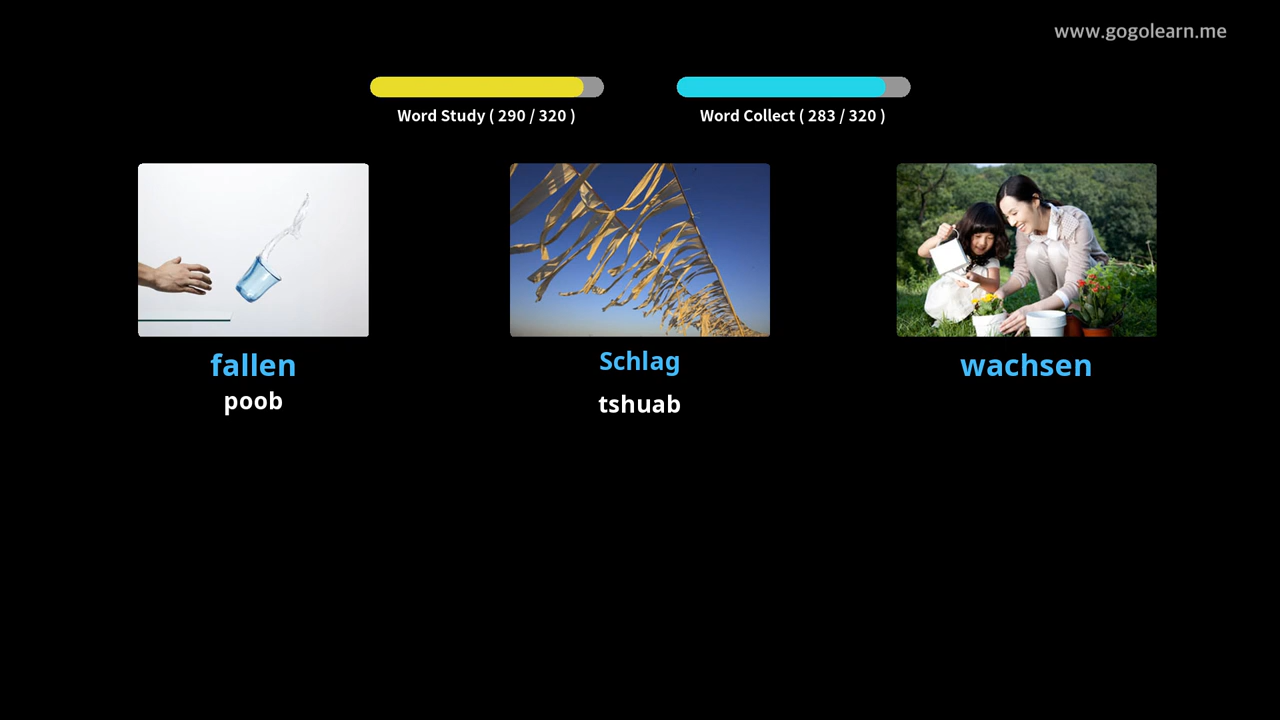 www.gogolearn.me
Word Study ( 290 / 320 )
Word Collect ( 283 / 320 )
fallen
poob
Schlag
tshuab
wachsen